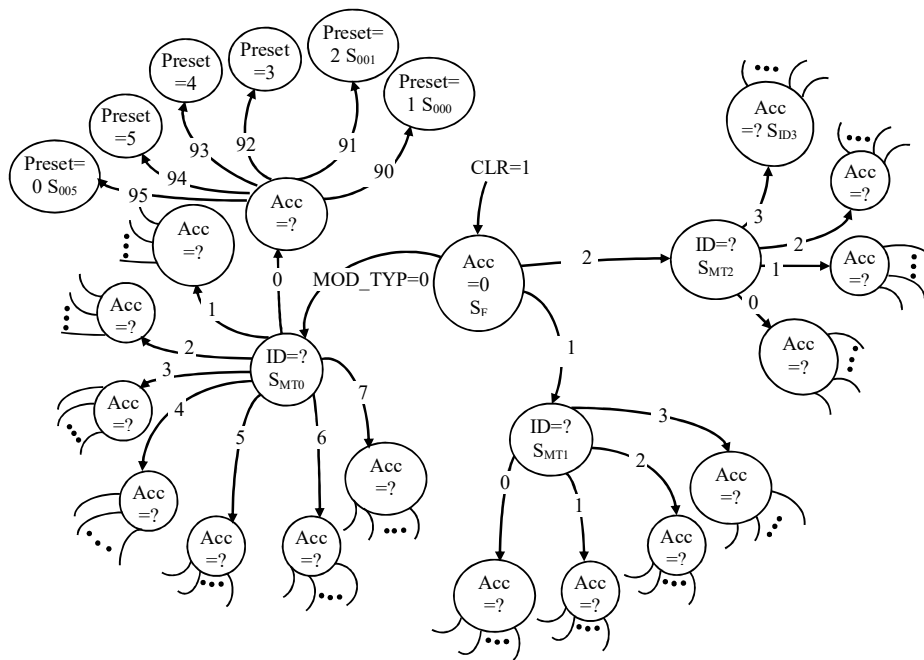 Preset=
2 S001
Preset
=3
Preset
=4
Preset=
1 S000
Preset
=5
Preset=
0 S005
95
94
93
92
91
90
Acc
=?
CLR=1
Acc
=0
SF
MOD_TYP=0
2
1
ID=?
SMT0
0
1
2
3
4
5
6
7
Acc
=?
Acc
=?
Acc
=?
Acc
=?
Acc
=?
Acc
=?
Acc
=?
ID=?
SMT2
3
2
1
0
Acc
=? SID3
Acc
=?
Acc
=?
Acc
=?
ID=?
SMT1
0
1
2
3
Acc
=?
Acc
=?
Acc
=?
Acc
=?